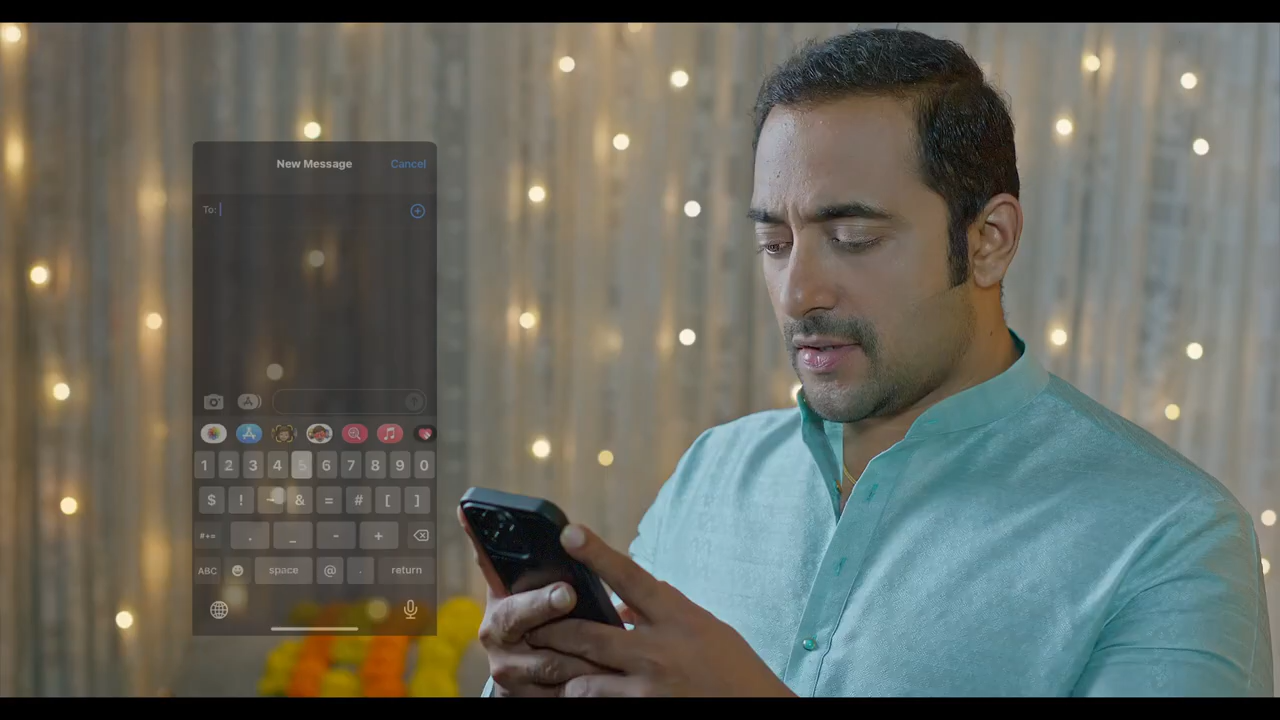 New Message Cancel
To:
1 2 3 4 5 6 7 8 9 0
$ ! ~ & = # [ ]
#+= . _ - +
ABC space @ . return